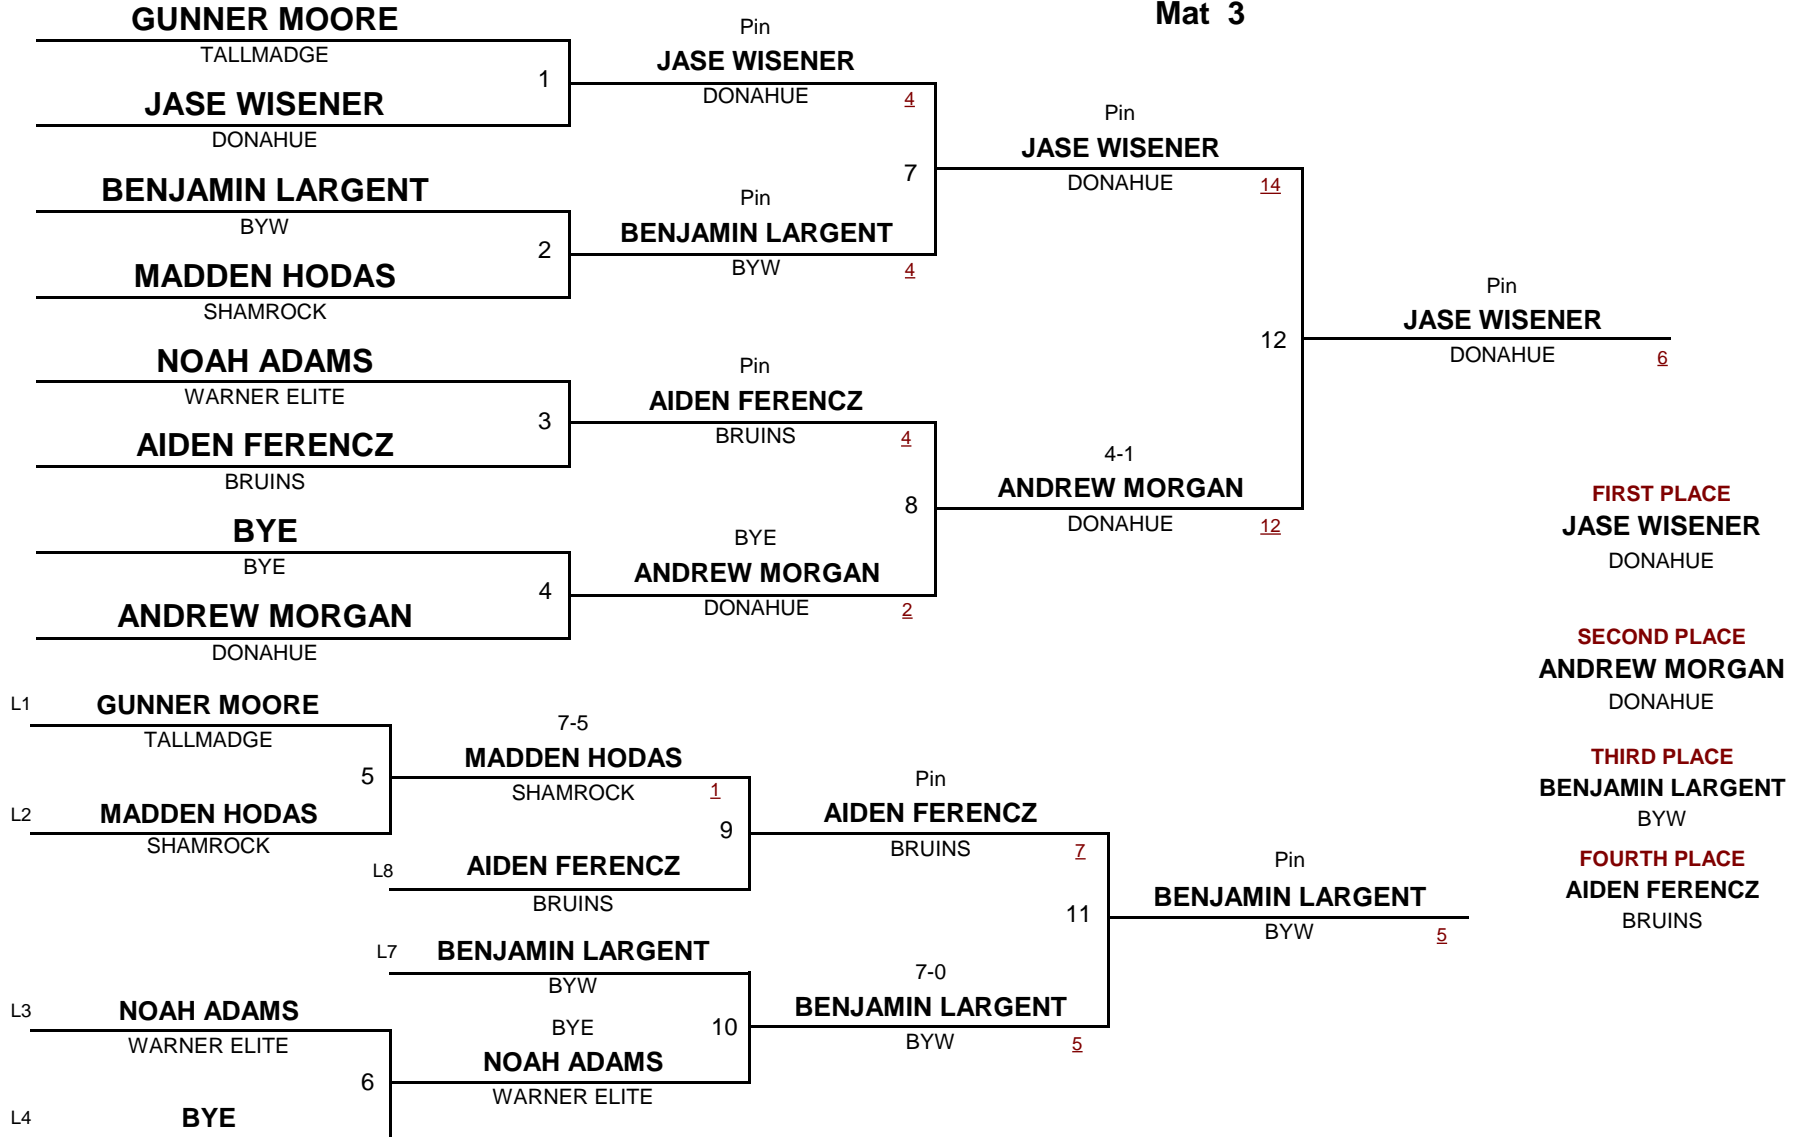 Mat 3
GUNNER MOORE
TALLMADGE
1
JASE WISENER
DONAHUE
BENJAMIN LARGENT
BYW
2
MADDEN HODAS
SHAMROCK
NOAH ADAMS
WARNER ELITE
3
AIDEN FERENCZ
BRUINS
BYE
BYE
4
ANDREW MORGAN
DONAHUE
Pin
JASE WISENER
DONAHUE 4
7
Pin
BENJAMIN LARGENT
BYW 4
Pin
AIDEN FERENCZ
BRUINS 4
8
BYE
ANDREW MORGAN
DONAHUE 2
Pin
JASE WISENER
DONAHUE 14
12
4-1
ANDREW MORGAN
DONAHUE 12
Pin
JASE WISENER
DONAHUE 6
FIRST PLACE
JASE WISENER
DONAHUE
SECOND PLACE
ANDREW MORGAN
DONAHUE
THIRD PLACE
BENJAMIN LARGENT
BYW
FOURTH PLACE
AIDEN FERENCZ
BRUINS
L1 GUNNER MOORE
TALLMADGE
5
L2 MADDEN HODAS
SHAMROCK
7-5
MADDEN HODAS
SHAMROCK 1
9
L8 AIDEN FERENCZ
BRUINS
L7 BENJAMIN LARGENT
BYW
10
BYE
NOAH ADAMS
WARNER ELITE
L3 NOAH ADAMS
WARNER ELITE
6
L4 BYE
Pin
AIDEN FERENCZ
BRUINS 7
11
7-0
BENJAMIN LARGENT
BYW 5
Pin
BENJAMIN LARGENT
BYW 5